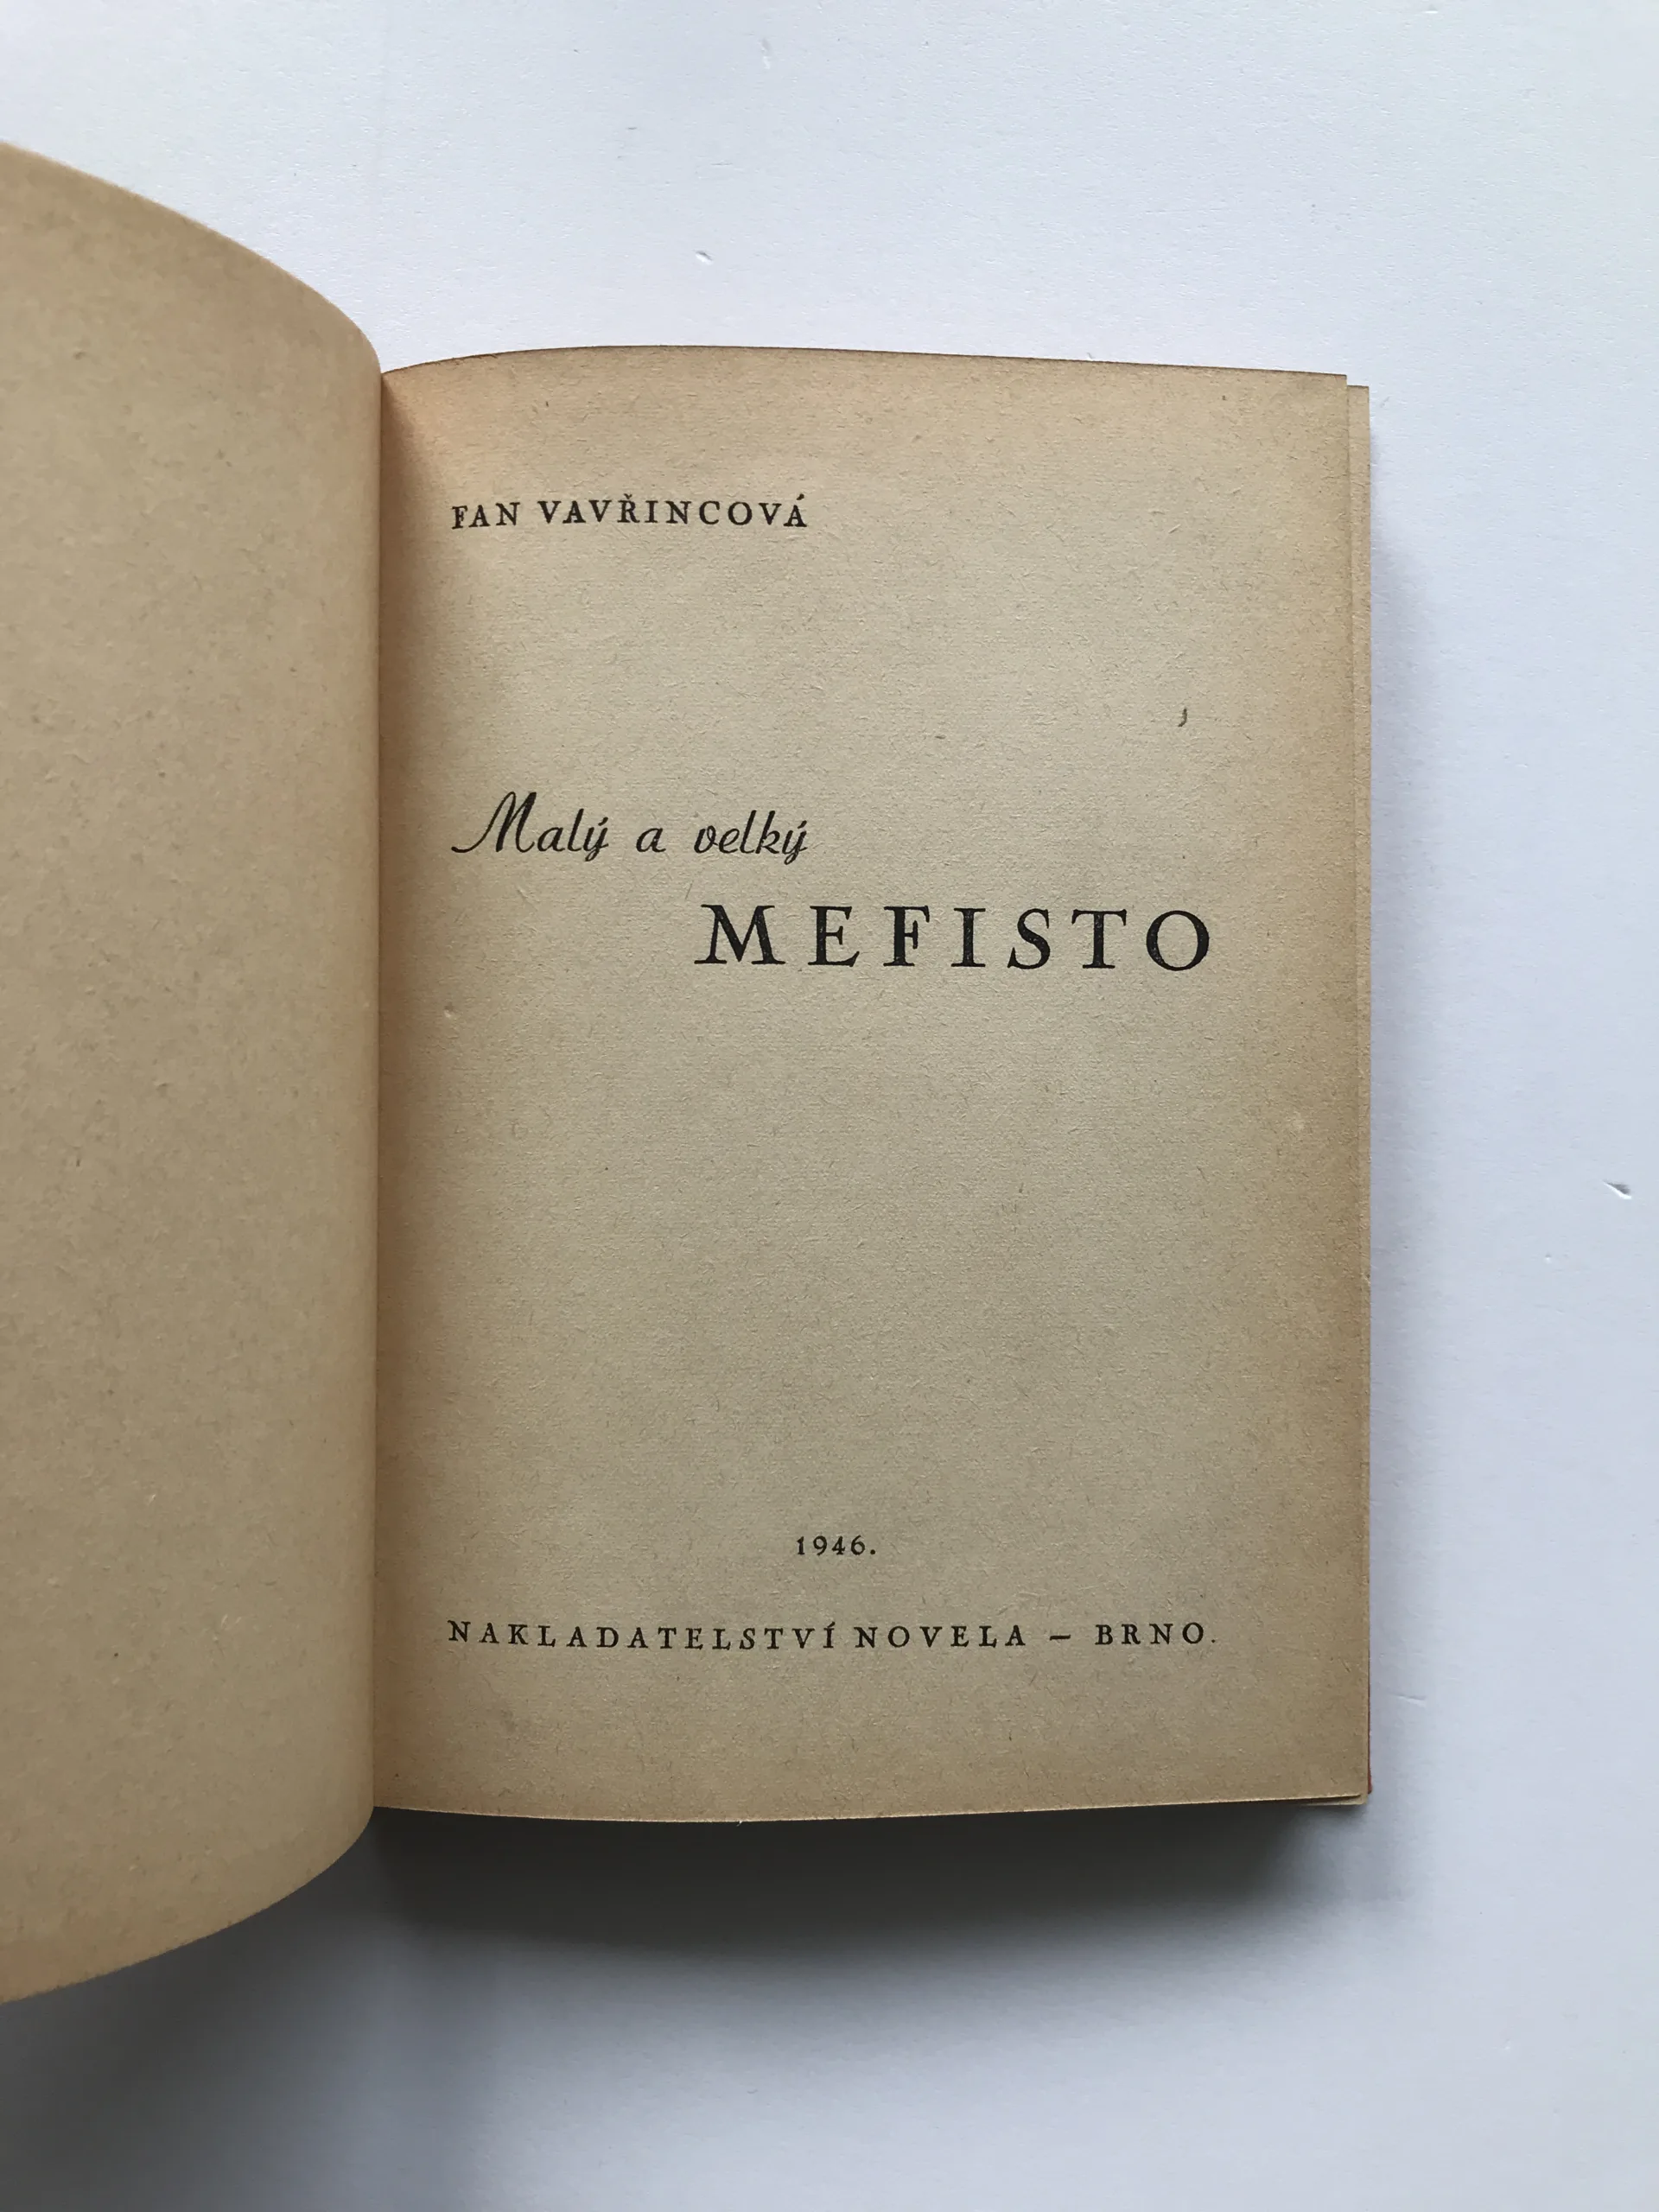 FAN VAVŘINCOVÁ
Malý a velký
MEFISTO
1946.
NAKLADATELSTVÍ NOVELA – BRNO.